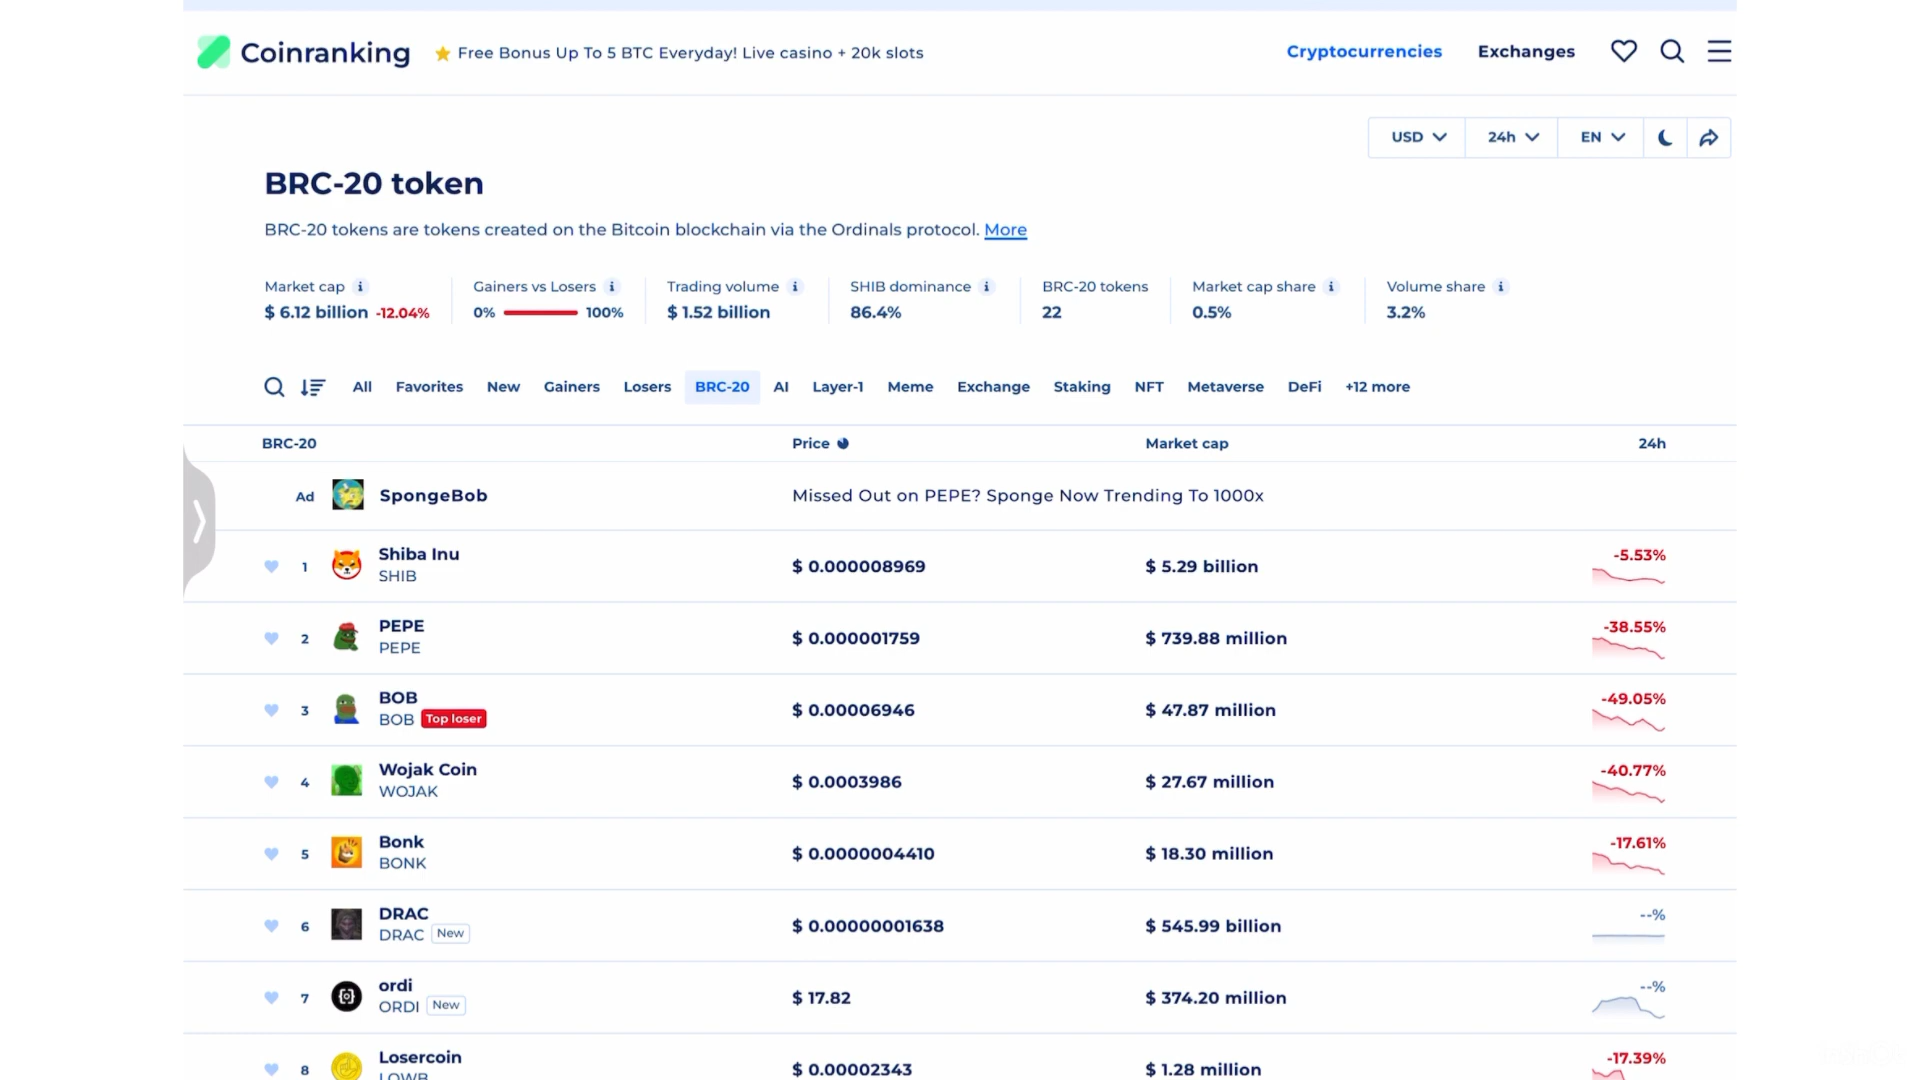 Coinranking
Free Bonus Up To 5 BTC Everyday! Live casino + 20k slots
Cryptocurrencies
Exchanges
USD
24h
EN
BRC-20 token
BRC-20 tokens are tokens created on the Bitcoin blockchain via the Ordinals protocol. More
Market cap i
Gainers vs Losers i
Trading volume i
SHIB dominance i
BRC-20 tokens
Market cap share i
Volume share i
$ 6.12 billion -12.04%
0% 100%
$ 1.52 billion
86.4%
22
0.5%
3.2%
All Favorites New Gainers Losers BRC-20 AI Layer-1 Meme Exchange Staking NFT Metaverse DeFi +12 more
BRC-20 Price Market cap 24h
Ad SpongeBob Missed Out on PEPE? Sponge Now Trending To 1000x
1 Shiba Inu $ 0.000008969 $ 5.29 billion -5.53%
SHIB
2 PEPE $ 0.000001759 $ 739.88 million -38.55%
PEPE
3 BOB $ 0.00006946 $ 47.87 million -49.05%
BOB Top loser
4 Wojak Coin $ 0.0003986 $ 27.67 million -40.77%
WOJAK
5 Bonk $ 0.0000004410 $ 18.30 million -17.61%
BONK
6 DRAC $ 0.00000001638 $ 545.99 billion --%
DRAC New
7 ordi $ 17.82 $ 374.20 million --%
ORDI New
8 Losercoin $ 0.00002343 $ 1.28 million -17.39%
LOWB